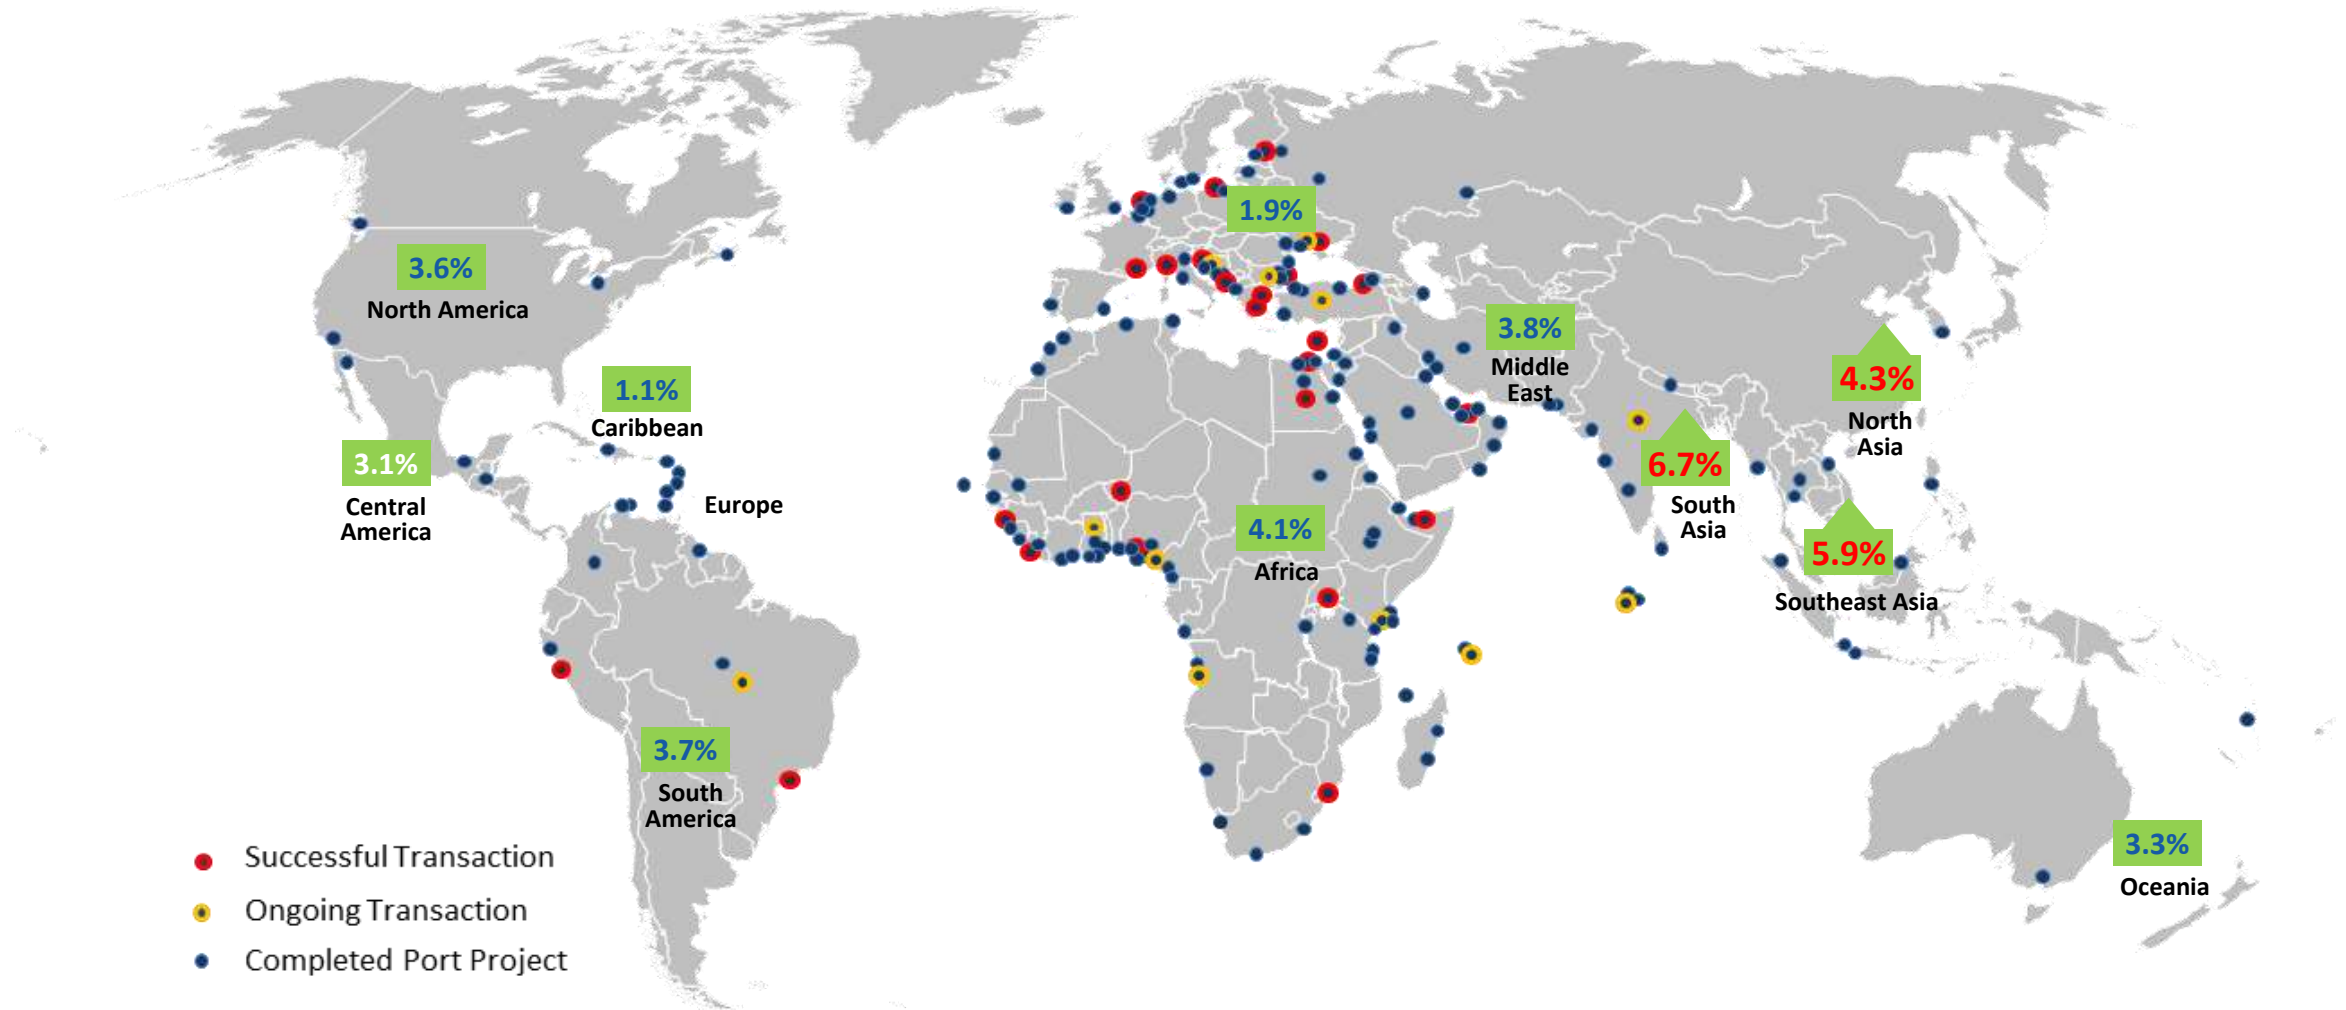 1.9%
3.6%
North America
3.8%
Middle
East
4.3%
North
Asia
1.1%
Caribbean
3.1%
Central
America
Europe
6.7%
South
Asia
4.1%
Africa
5.9%
Southeast Asia
3.7%
South
America
3.3%
Oceania
Successful Transaction
Ongoing Transaction
Completed Port Project